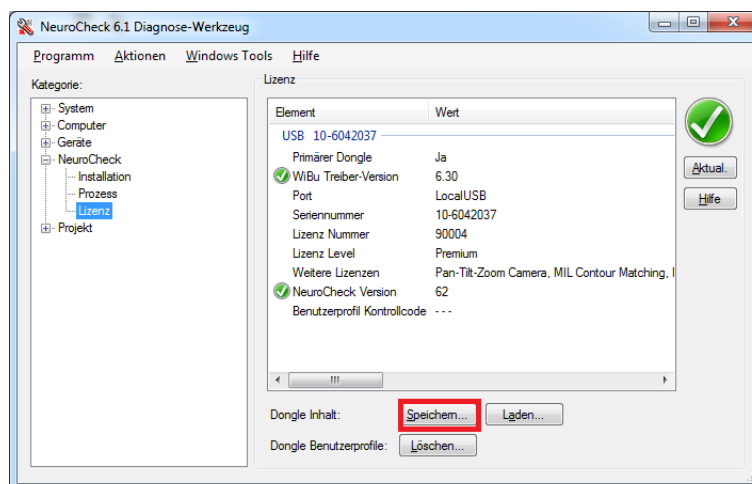 NeuroCheck 6.1 Diagnose-Werkzeug
Programm Aktionen Windows Tools Hilfe
Kategorie:
System
Computer
Geräte
NeuroCheck
Installation
Prozess
Lizenz
Projekt
Lizenz
Element Wert
USB 10-6042037
Primärer Dongle Ja
WiBu Treiber-Version 6.30
Port LocalUSB
Seriennummer 10-6042037
Lizenz Nummer 90004
Lizenz Level Premium
Weitere Lizenzen Pan-Tilt-Zoom Camera, MIL Contour Matching,
NeuroCheck Version 62
Benutzerprofil Kontrollcode ---
Aktual.
Hilfe
Dongle Inhalt: Speichern... Laden...
Dongle Benutzerprofile: Löschen...